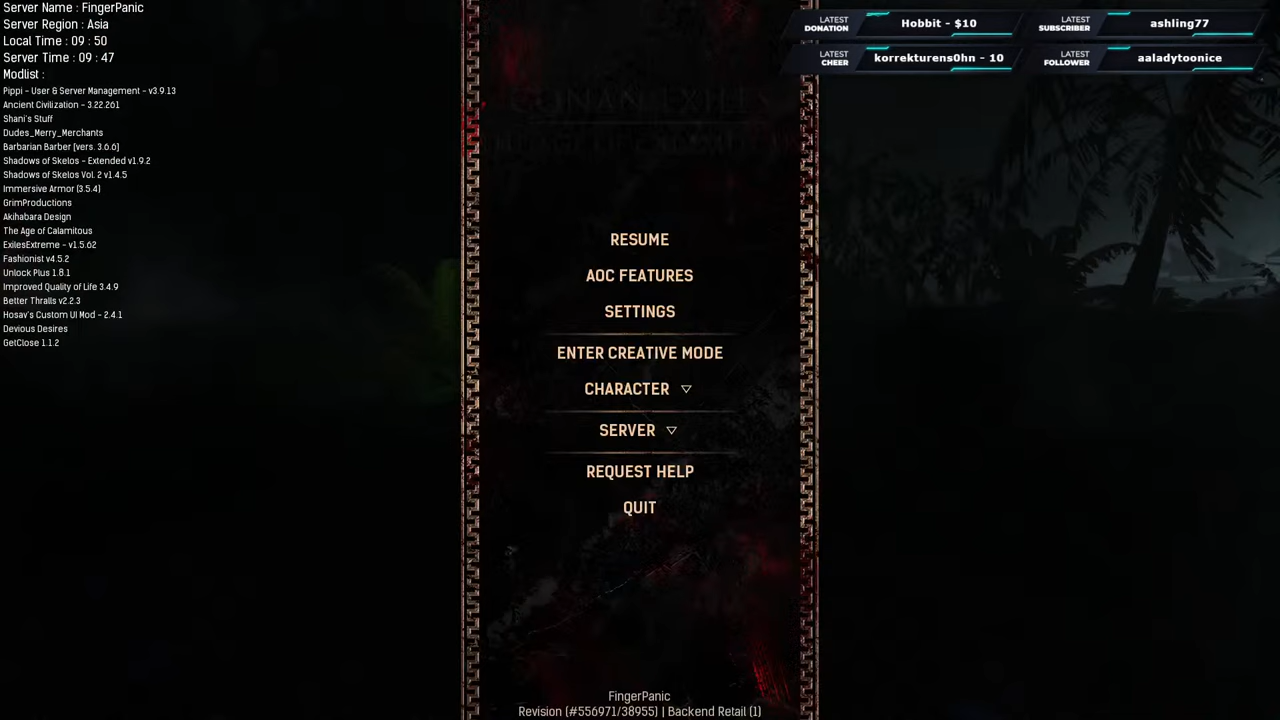 Server Name : FingerPanic
Server Region : Asia
Local Time : 09 : 50
Server Time : 09 : 47
Modlist :
Pippi - User & Server Management - v3.9.13
Ancient Civilization - 3.22.261
Shani's Stuff
Dudes_Merry_Merchants
Barbarian Barber [vers. 3.6.6]
Shadows of Skelos - Extended v1.9.2
Shadows of Skelos Vol. 2 v1.4.5
Immersive Armor (3.5.4)
GrimProductions
Akihabara Design
The Age of Calamitous
ExilesExtreme - v1.5.62
Fashionist v4.5.2
Unlock Plus 1.8.1
Improved Quality of Life 3.4.9
Better Thralls v2.2.3
Hosav's Custom UI Mod - 2.4.1
Devious Desires
GetClose 1.1.2
LATEST DONATION Hobbit - $10
LATEST SUBSCRIBER ashling77
LATEST CHEER korrekturens0hn - 10
LATEST FOLLOWER aaladytoonice
CONAN EXILES
RESUME
AOC FEATURES
SETTINGS
ENTER CREATIVE MODE
CHARACTER
SERVER
REQUEST HELP
QUIT
FingerPanic
Revision (#556971/38955) | Backend Retail (1)